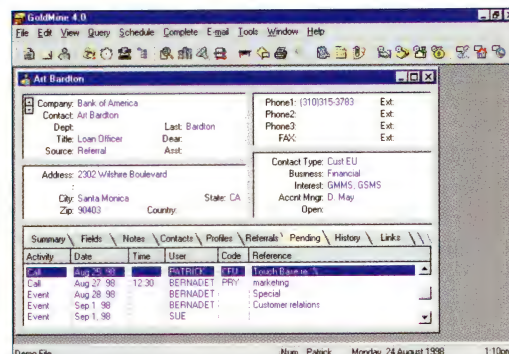 GoldMine 4.0
File Edit View Query Schedule Complete E-mail Tools Window Help
Art Bardton
Company: Bank of America
Contact: Art Bardton
Dept: Last: Bardton
Title: Loan Officer Dear:
Source: Referral Asst:
Phone1: (310)315-3783 Ext:
Phone2: Ext:
Phone3: Ext:
FAX: Ext:
Address: 2302 Wilshire Boulevard
:
City: Santa Monica State: CA
Zip: 90403 Country:
Contact Type: Cust EU
Business: Financial
Interest: GMMS, GSMS
Accnt Mngr: D. May
Open:
Summary Fields Notes Contacts Profiles Referrals Pending History Links
Activity Date Time User Code Reference
Call Aug 25 98 PATRICK CFU Touch Base re:
Call Aug 27 98 12:30 BERNADET PRY marketing
Event Aug 28 98 BERNADET Special
Event Sep 1, 98 BERNADET Customer relations
Event Sep 1, 98 SUE
Demo File Num Patrick Monday, 24 August 1998 1:10pm